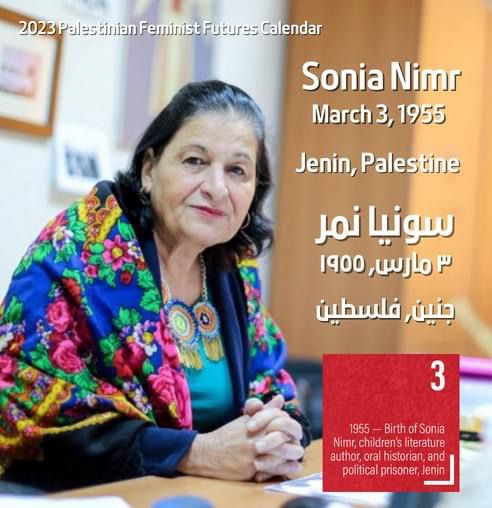 2023 Palestinian Feminist Futures Calendar
Sonia Nimr
March 3, 1955
Jenin, Palestine
سونيا نمر
٣ مارس, ١٩٥٥
جنين, فلسطين
3
1955 — Birth of Sonia
Nimr, children's literature
author, oral historian, and
political prisoner, Jenin